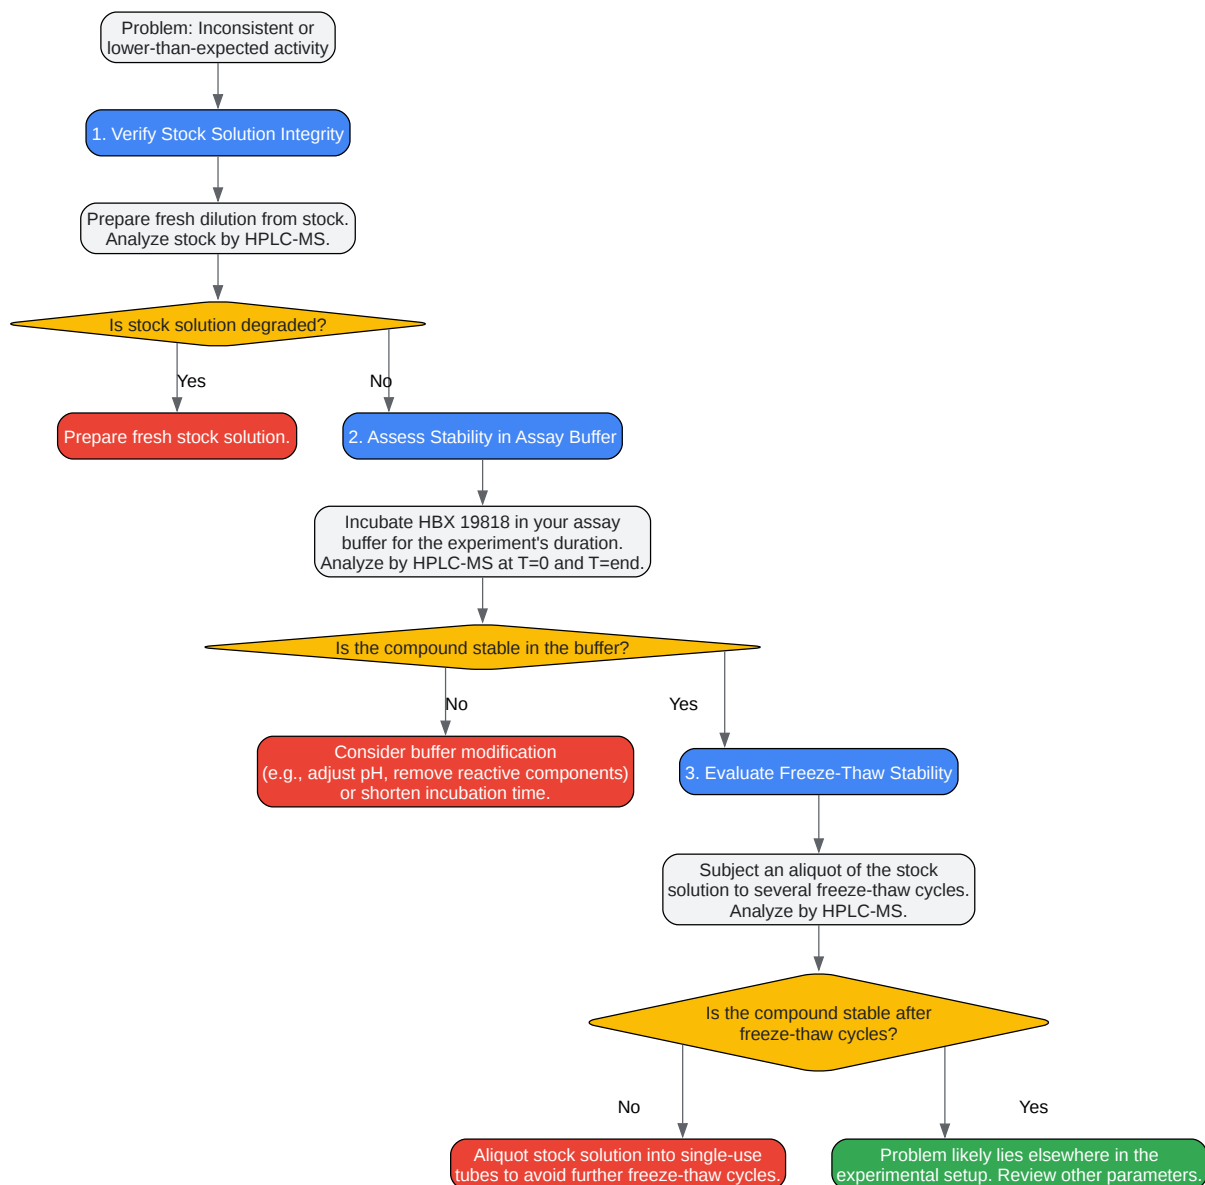 Problem: Inconsistent or
lower-than-expected activity
1. Verify Stock Solution Integrity
Prepare fresh dilution from stock.
Analyze stock by HPLC-MS.
Is stock solution degraded?
Yes
No
Prepare fresh stock solution.
2. Assess Stability in Assay Buffer
Incubate HBX 19818 in your assay
buffer for the experiment's duration.
Analyze by HPLC-MS at T=0 and T=end.
Is the compound stable in the buffer?
No
Yes
Consider buffer modification
(e.g., adjust pH, remove reactive components)
or shorten incubation time.
3. Evaluate Freeze-Thaw Stability
Subject an aliquot of the stock
solution to several freeze-thaw cycles.
Analyze by HPLC-MS.
Is the compound stable after
freeze-thaw cycles?
No
Yes
Aliquot stock solution into single-use
tubes to avoid further freeze-thaw cycles.
Problem likely lies elsewhere in the
experimental setup. Review other parameters.